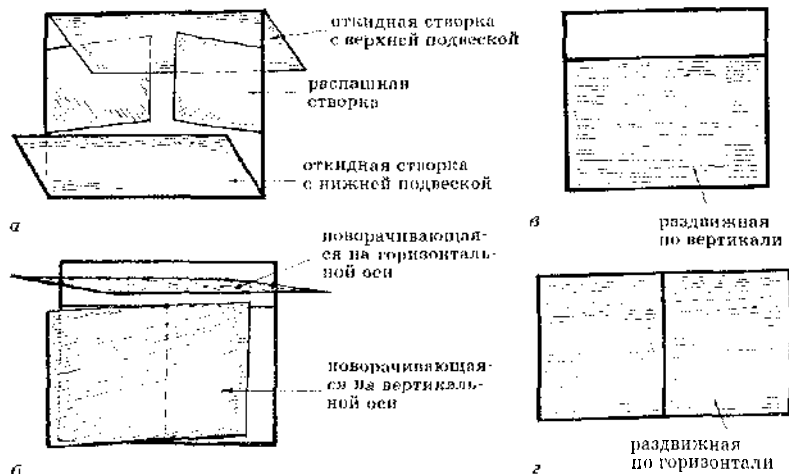 откидная створка
с верхней подвеской
распашная
створка
откидная створка
с нижней подвеской
а
раздвижная
по вертикали
в
поворачивающая-
ся на горизонталь-
ной оси
поворачивающая-
ся на вертикаль-
ной оси
б
раздвижная
по горизонтали
г